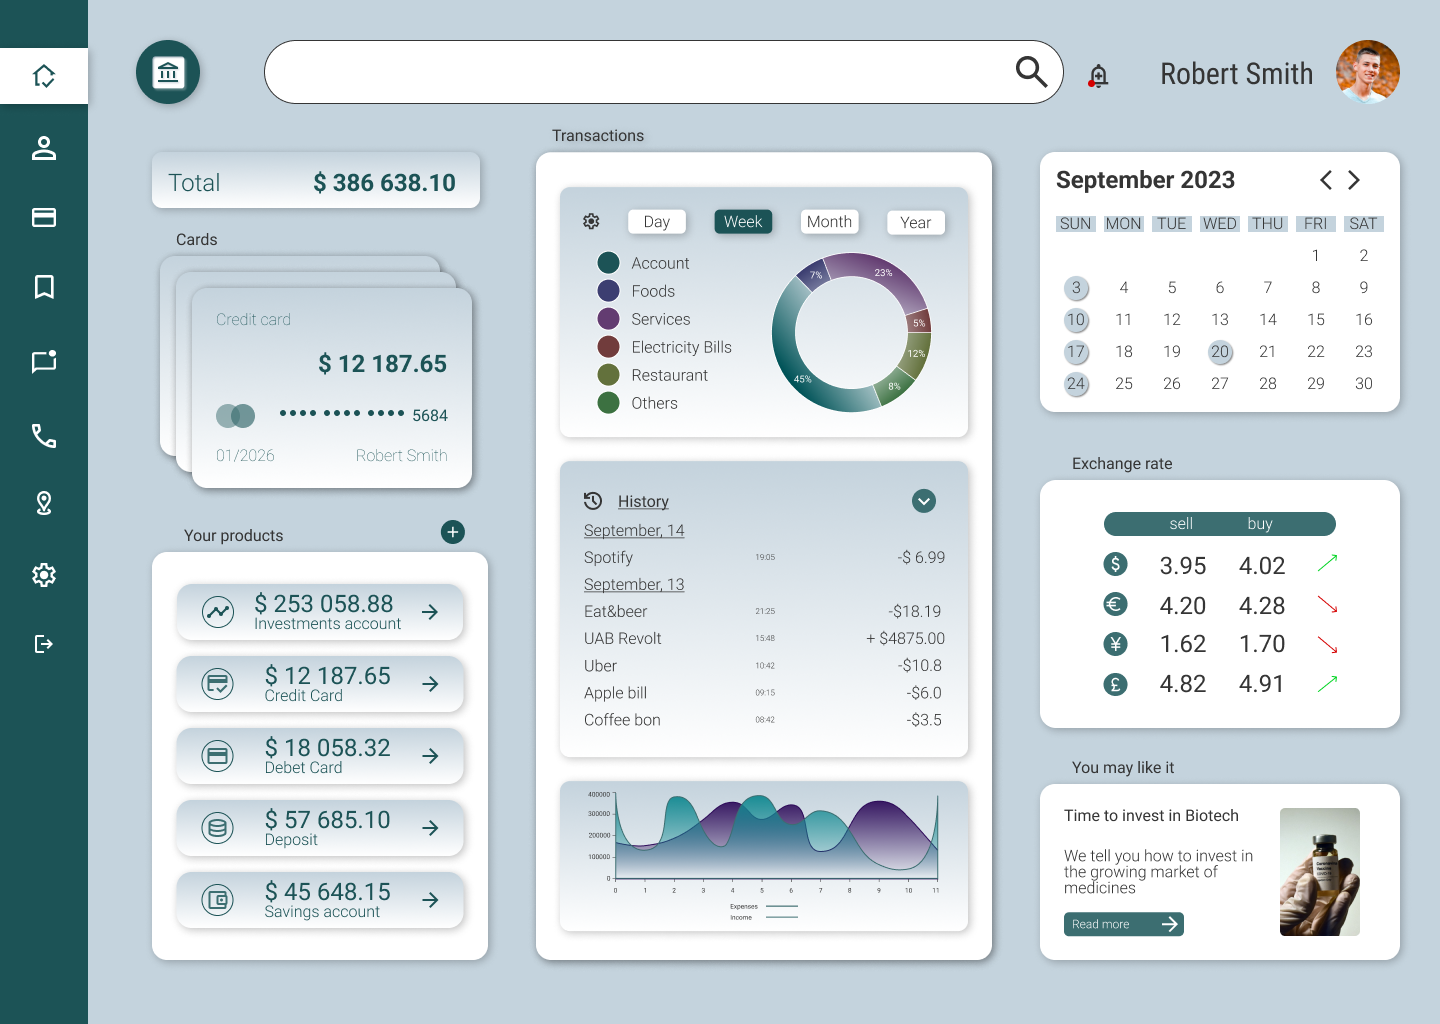 Robert Smith
Total $ 386 638.10
Cards
Credit card
$ 12 187.65
•••• •••• •••• 5684
01/2026 Robert Smith
Your products
$ 253 058.88
Investments account
$ 12 187.65
Credit Card
$ 18 058.32
Debet Card
$ 57 685.10
Deposit
$ 45 648.15
Savings account
Transactions
Day Week Month Year
Account
Foods
Services
Electricity Bills
Restaurant
Others
7%
23%
5%
12%
8%
45%
History
September, 14
Spotify 19:05 -$ 6.99
September, 13
Eat&beer 21:25 -$18.19
UAB Revolt 15:48 + $4875.00
Uber 10:42 -$10.8
Apple bill 09:15 -$6.0
Coffee bon 08:42 -$3.5
400000
300000
200000
100000
0
0 1 2 3 4 5 6 7 8 9 10 11
Expenses
Income
September 2023
SUN MON TUE WED THU FRI SAT
1 2
3 4 5 6 7 8 9
10 11 12 13 14 15 16
17 18 19 20 21 22 23
24 25 26 27 28 29 30
Exchange rate
sell buy
$ 3.95 4.02
€ 4.20 4.28
¥ 1.62 1.70
£ 4.82 4.91
You may like it
Time to invest in Biotech
We tell you how to invest in
the growing market of
medicines
Read more